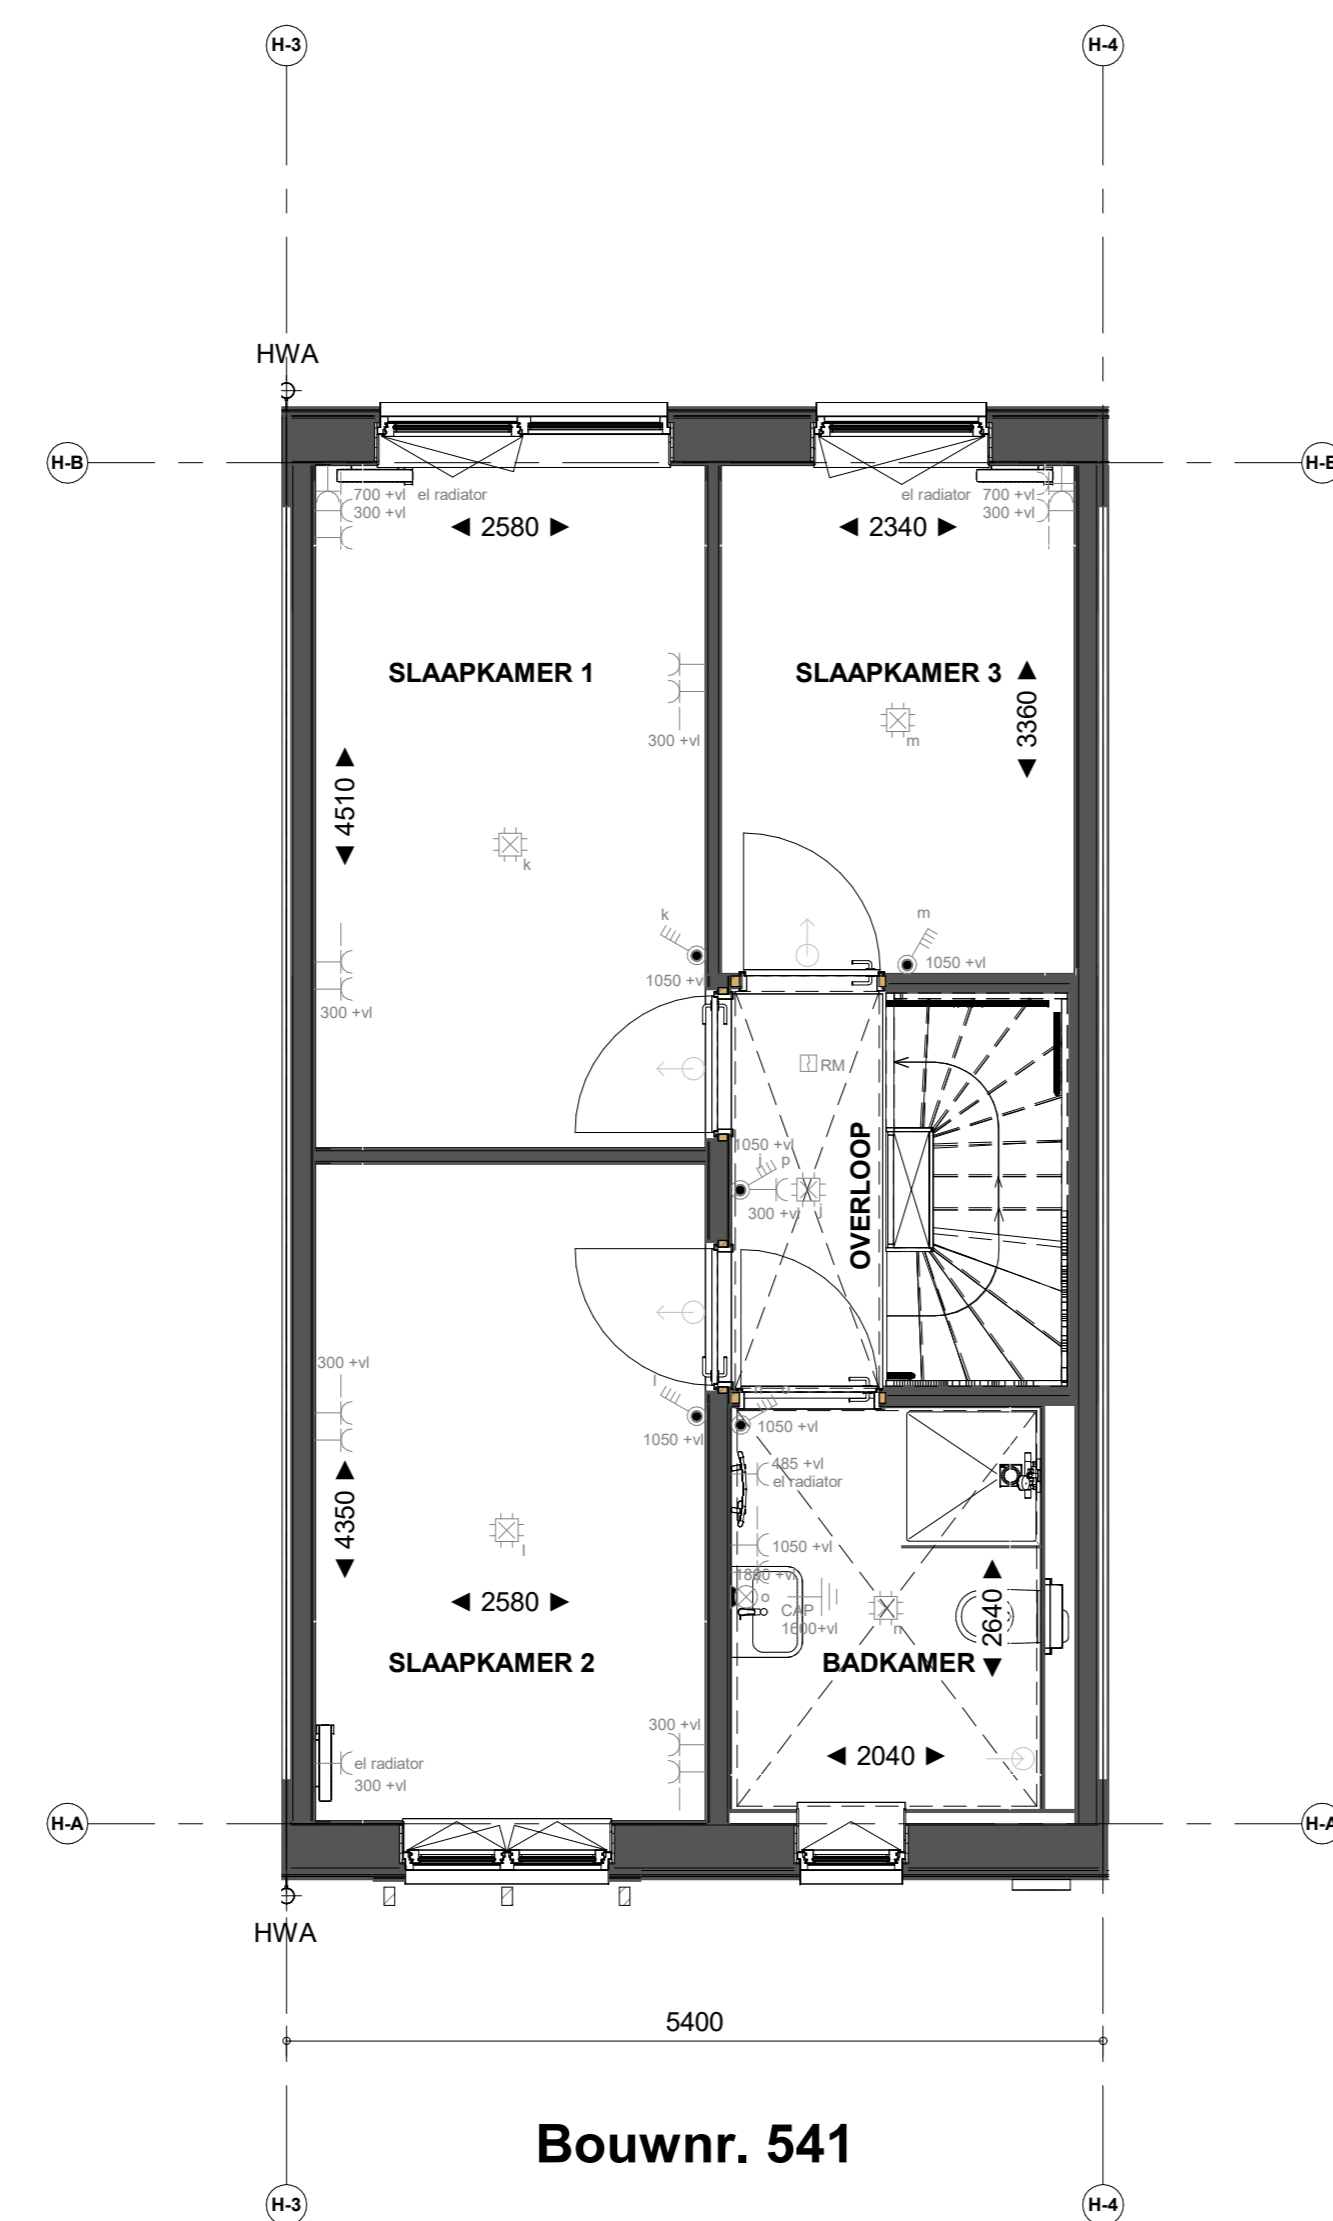 H-3 H-4
HWA
H-B H-B
700 +vl el radiator
300 +vl
el radiator 700 +vl
300 +vl
◄ 2580 ► ◄ 2340 ►
SLAAPKAMER 1 SLAAPKAMER 3
◄ 3360 ►
m
300 +vl
◄ 4510 ►
k
k
1050 +vl
m
1050 +vl
300 +vl
RM
OVERLOOP
1050 +vl
j p
300 +vl
j
300 +vl
l
1050 +vl
1050 +vl
485 +vl
el radiator
◄ 4350 ►
l
1050 +vl
1800 +vl
o
CAP
1600+vl
n
◄ 2640 ►
◄ 2580 ►
SLAAPKAMER 2 BADKAMER
300 +vl
◄ 2040 ►
el radiator
300 +vl
H-A H-A
HWA
5400
Bouwnr. 541
H-3 H-4